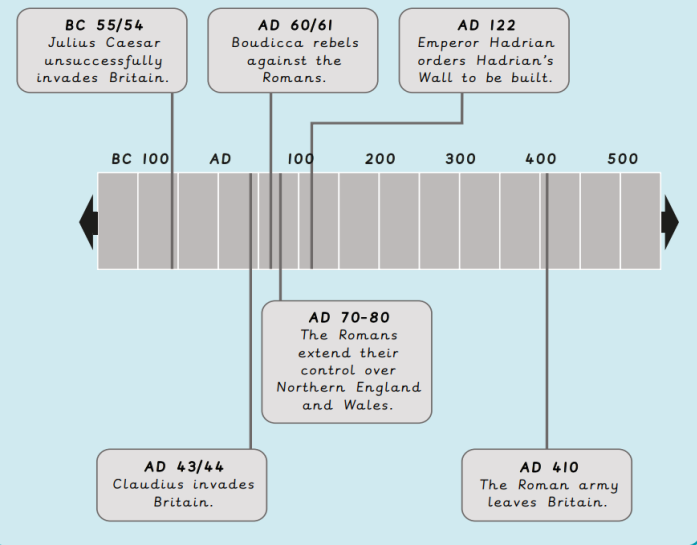 BC 55/54
Julius Caesar
unsuccessfully
invades Britain.
AD 60/61
Boudicca rebels
against the
Romans.
AD 122
Emperor Hadrian
orders Hadrian's
Wall to be built.
BC 100 AD 100 200 300 400 500
AD 70-80
The Romans
extend their
control over
Northern England
and Wales.
AD 43/44
Claudius invades
Britain.
AD 410
The Roman army
leaves Britain.